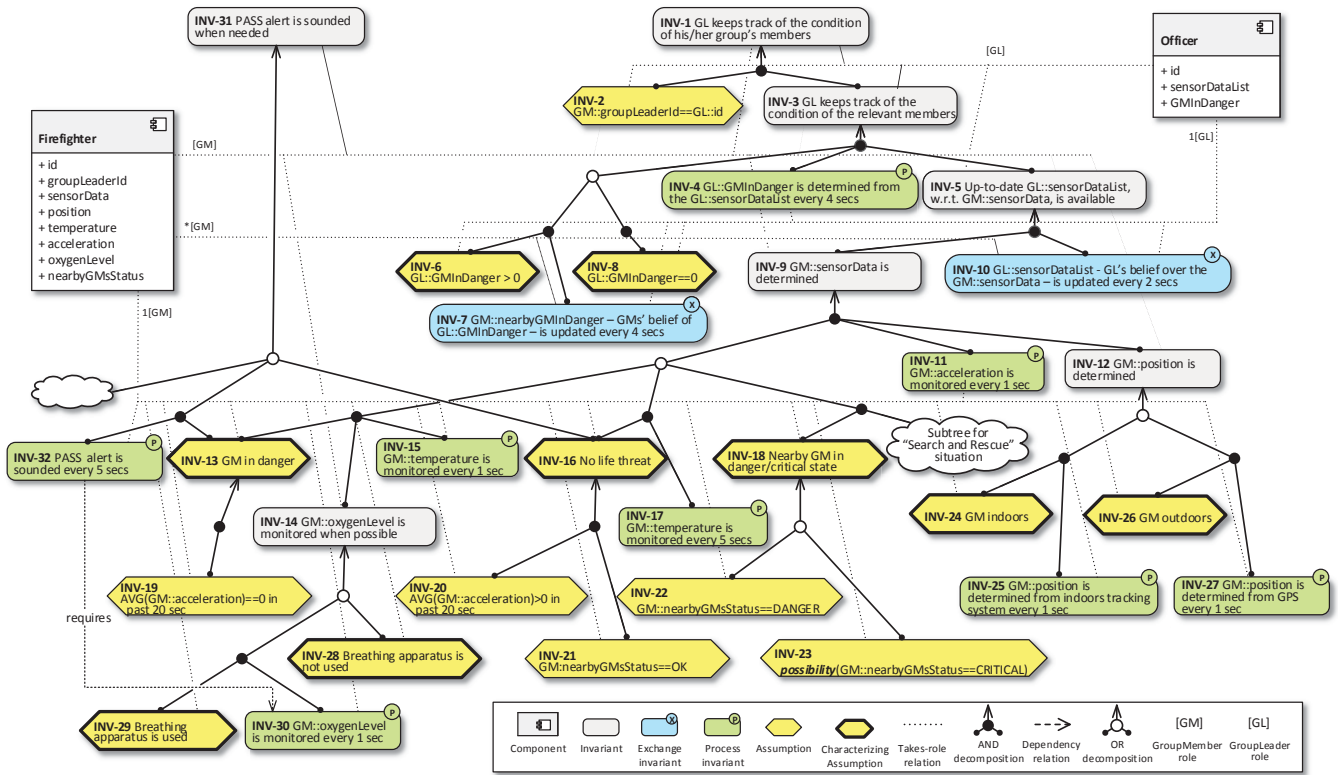 INV-31 PASS alert is sounded
when needed
INV-1 GL keeps track of the condition
of his/her group's members
[GL]
Officer
+ id
+ sensorDataList
+ GMInDanger
INV-2
GM::groupLeaderId==GL::id
INV-3 GL keeps track of the
condition of the relevant members
Firefighter
+ id
+ groupLeaderId
+ sensorData
+ position
+ temperature
+ acceleration
+ oxygenLevel
+ nearbyGMsStatus
[GM]
1[GL]
*[GM]
1[GM]
P
INV-4 GL::GMInDanger is determined from
the GL::sensorDataList every 4 secs
INV-5 Up-to-date GL::sensorDataList,
w.r.t. GM::sensorData, is available
INV-6
GL::GMInDanger > 0
INV-8
GL::GMInDanger==0
INV-9 GM::sensorData is
determined
X
INV-10 GL::sensorDataList - GL's belief over the
GM::sensorData – is updated every 2 secs
X
INV-7 GM::nearbyGMInDanger – GMs' belief of
GL::GMInDanger – is updated every 4 secs
P
INV-11
GM::acceleration is
monitored every 1 sec
INV-12 GM::position is
determined
P
INV-32 PASS alert is
sounded every 5 secs
INV-13 GM in danger
P
INV-15
GM::temperature is
monitored every 1 sec
INV-16 No life threat
INV-18 Nearby GM in
danger/critical state
Subtree for
"Search and Rescue"
situation
INV-14 GM::oxygenLevel is
monitored when possible
P
INV-17
GM::temperature is
monitored every 5 secs
INV-24 GM indoors
INV-26 GM outdoors
INV-19
AVG(GM::acceleration)==0 in
past 20 sec
INV-20
AVG(GM::acceleration)>0 in
past 20 sec
INV-22
GM::nearbyGMsStatus==DANGER
P
INV-25 GM::position is
determined from indoors tracking
system every 1 sec
P
INV-27 GM::position is
determined from GPS
every 1 sec
requires
INV-28 Breathing apparatus is
not used
INV-21
GM:nearbyGMsStatus==OK
INV-23
possibility(GM::nearbyGMsStatus==CRITICAL)
INV-29 Breathing
apparatus is used
P
INV-30 GM::oxygenLevel
is monitored every 1 sec
X
P
[GM]
[GL]
Component
Invariant
Exchange
invariant
Process
invariant
Assumption
Characterizing
Assumption
Takes-role
relation
AND
decomposition
Dependency
relation
OR
decomposition
GroupMember
role
GroupLeader
role